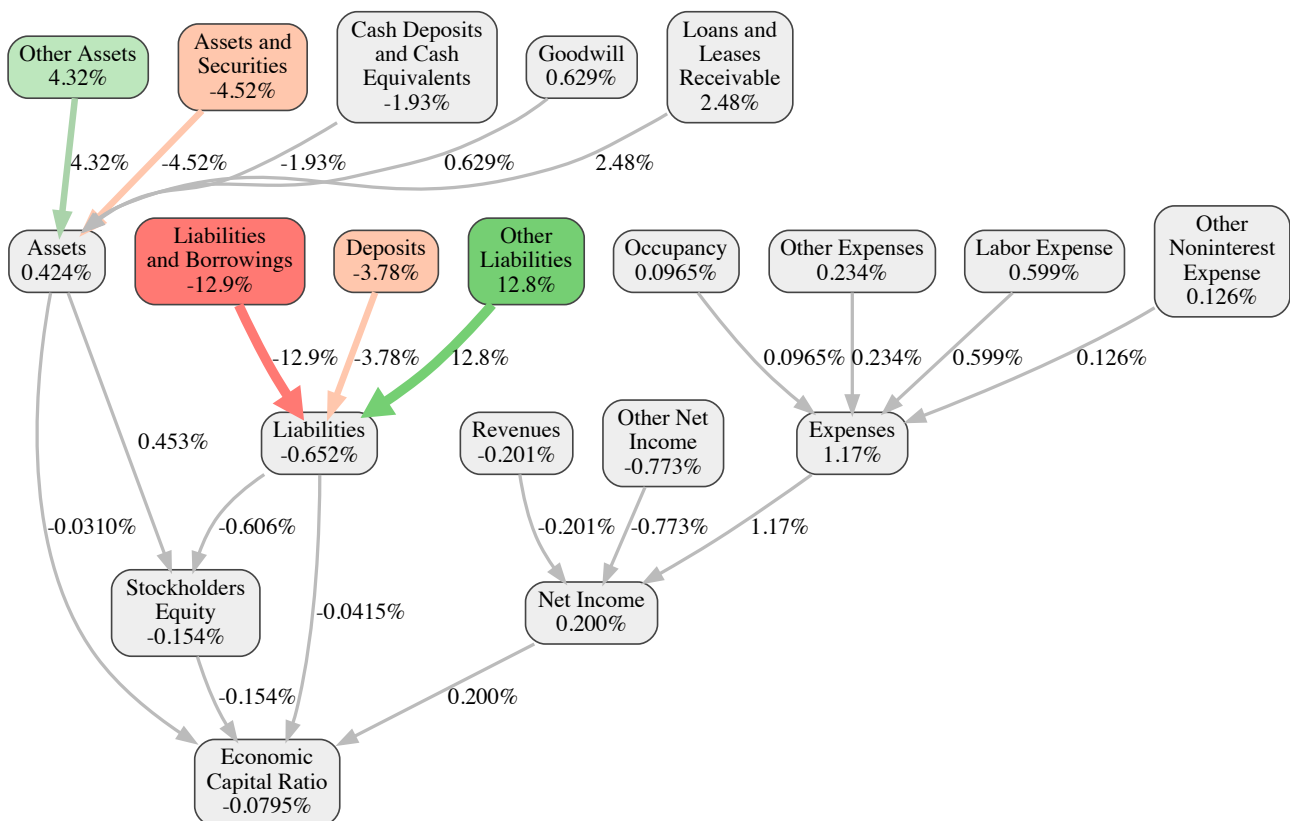 Other Assets
4.32%
Assets and
Securities
-4.52%
Cash Deposits
and Cash
Equivalents
-1.93%
Goodwill
0.629%
Loans and
Leases
Receivable
2.48%
4.32%
-4.52%
-1.93%
0.629%
2.48%
Assets
0.424%
Liabilities
and Borrowings
-12.9%
Deposits
-3.78%
Other
Liabilities
12.8%
Occupancy
0.0965%
Other Expenses
0.234%
Labor Expense
0.599%
Other
Noninterest
Expense
0.126%
-12.9%
-3.78%
12.8%
0.0965%
0.234%
0.599%
0.126%
0.453%
Liabilities
-0.652%
Revenues
-0.201%
Other Net
Income
-0.773%
Expenses
1.17%
-0.0310%
-0.606%
-0.201%
-0.773%
1.17%
Stockholders
Equity
-0.154%
-0.0415%
Net Income
0.200%
-0.154%
0.200%
Economic
Capital Ratio
-0.0795%